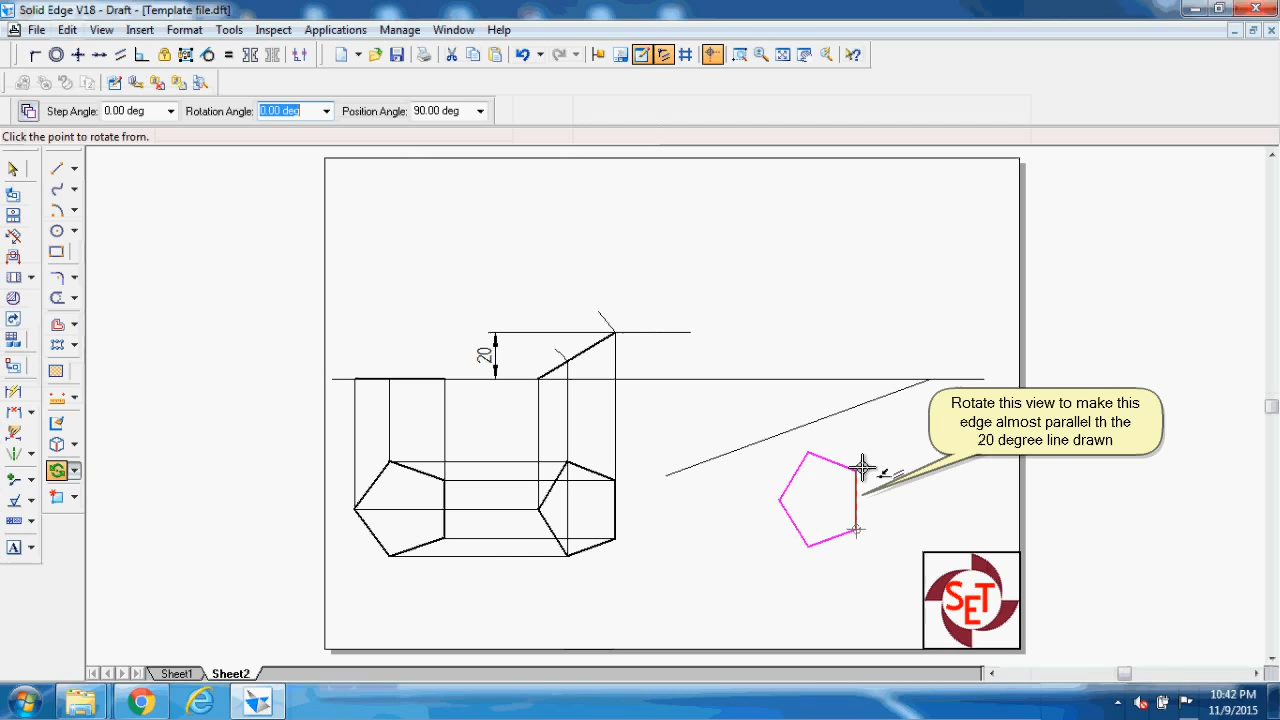 Solid Edge V18 - Draft - [Template file.dft]
File Edit View Insert Format Tools Inspect Applications Manage Window Help
Step Angle: 0.00 deg Rotation Angle: 0.00 deg Position Angle: 90.00 deg
Click the point to rotate from.
20
Rotate this view to make this
edge almost parallel th the
20 degree line drawn
SET
A
Sheet1 Sheet2
10:42 PM
11/9/2015